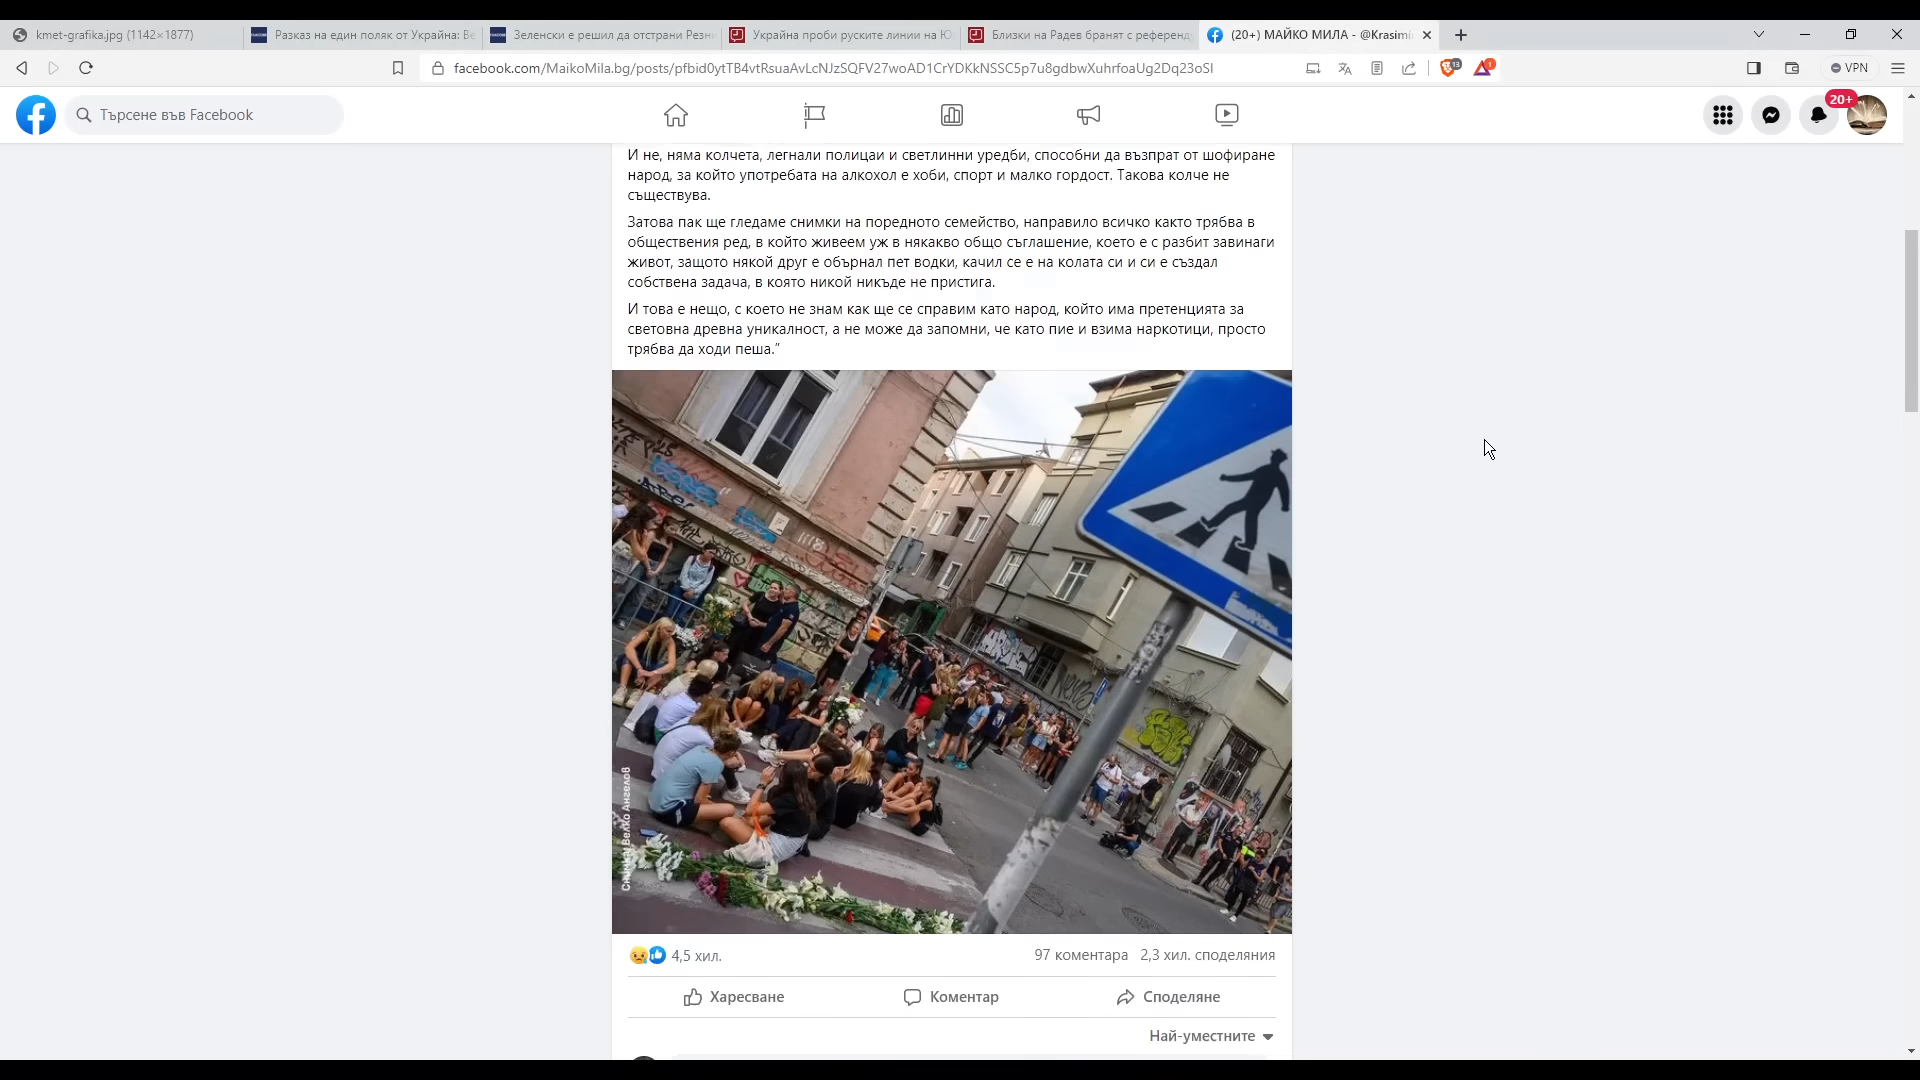 kmet-grafika.jpg (1142×1877)
Разказ на един поляк от Украйна: Ве
Зеленски е решил да отстрани Резни
Украйна проби руските линии на Ю
Близки на Радев бранят с референд
(20+) МАЙКО МИЛА - @Krasimi
facebook.com/MaikoMila.bg/posts/pfbid0ytTB4vtRsuaAvLcNJzSQFV27woAD1CrYDKkNSSC5p7u8gdbwXuhrfoaUg2Dq23oSl
13
1
VPN
Търсене във Facebook
20+
И не, няма колчета, легнали полицаи и светлинни уредби, способни да възпрат от шофиране
народ, за който употребата на алкохол е хоби, спорт и малко гордост. Такова колче не
съществува.
Затова пак ще гледаме снимки на поредното семейство, направило всичко както трябва в
обществения ред, в който живеем уж в някакво общо съглашение, което е с разбит завинаги
живот, защото някой друг е обърнал пет водки, качил се е на колата си и си е създал
собствена задача, в която никой никъде не пристига.
И това е нещо, с което не знам как ще се справим като народ, който има претенцията за
световна древна уникалност, а не може да запомни, че като пие и взима наркотици, просто
трябва да ходи пеша.”
1118
Снимки Велко Ангелов
4,5 хил.
97 коментара 2,3 хил. споделяния
Харесване
Коментар
Споделяне
Най-уместните